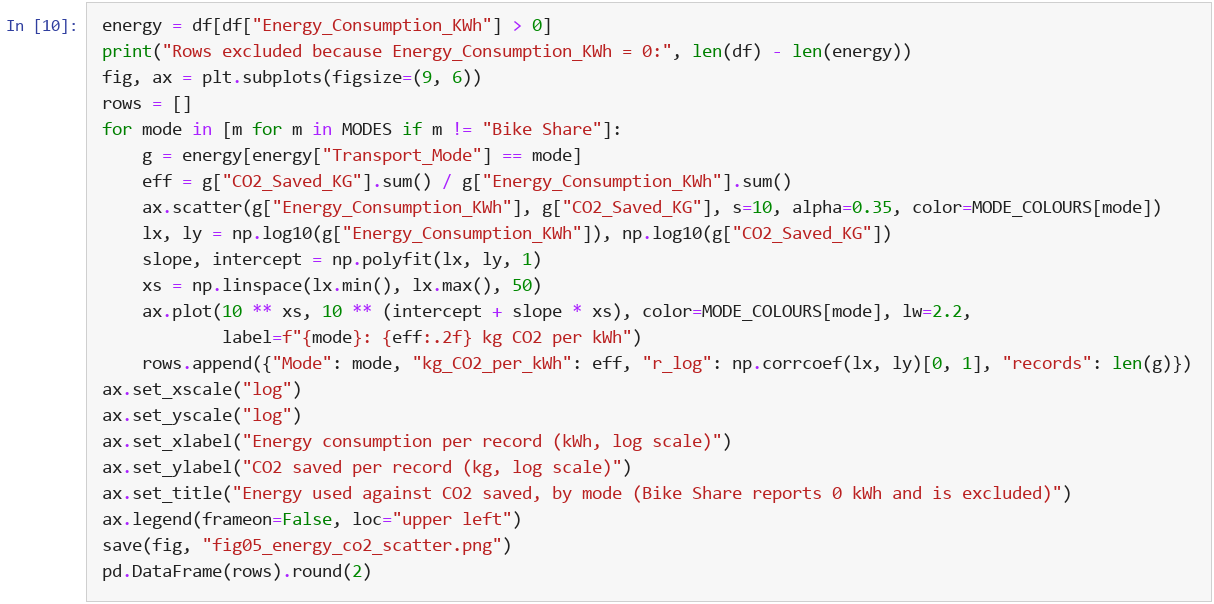 In [10]: energy = df[df["Energy_Consumption_KWh"] > 0]
print("Rows excluded because Energy_Consumption_KWh = 0:", len(df) - len(energy))
fig, ax = plt.subplots(figsize=(9, 6))
rows = []
for mode in [m for m in MODES if m != "Bike Share"]:
    g = energy[energy["Transport_Mode"] == mode]
    eff = g["CO2_Saved_KG"].sum() / g["Energy_Consumption_KWh"].sum()
    ax.scatter(g["Energy_Consumption_KWh"], g["CO2_Saved_KG"], s=10, alpha=0.35, color=MODE_COLOURS[mode])
    lx, ly = np.log10(g["Energy_Consumption_KWh"]), np.log10(g["CO2_Saved_KG"])
    slope, intercept = np.polyfit(lx, ly, 1)
    xs = np.linspace(lx.min(), lx.max(), 50)
    ax.plot(10 ** xs, 10 ** (intercept + slope * xs), color=MODE_COLOURS[mode], lw=2.2,
            label=f"{mode}: {eff:.2f} kg CO2 per kWh")
    rows.append({"Mode": mode, "kg_CO2_per_kWh": eff, "r_log": np.corrcoef(lx, ly)[0, 1], "records": len(g)})
ax.set_xscale("log")
ax.set_yscale("log")
ax.set_xlabel("Energy consumption per record (kWh, log scale)")
ax.set_ylabel("CO2 saved per record (kg, log scale)")
ax.set_title("Energy used against CO2 saved, by mode (Bike Share reports 0 kWh and is excluded)")
ax.legend(frameon=False, loc="upper left")
save(fig, "fig05_energy_co2_scatter.png")
pd.DataFrame(rows).round(2)